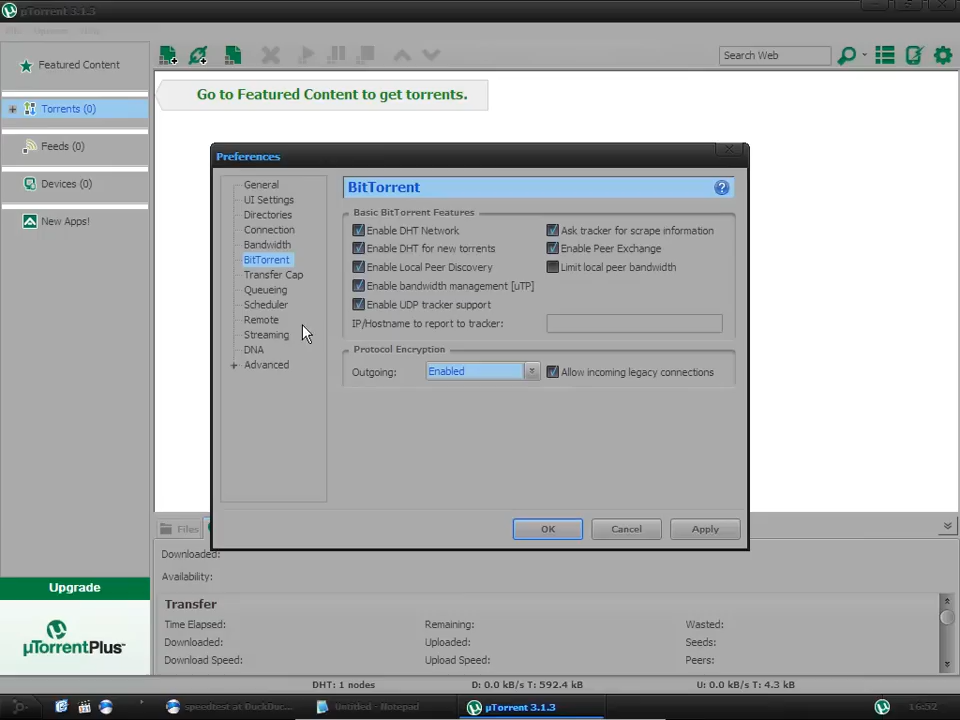 µTorrent 3.1.3
File Options Help
Search Web
Featured Content
Torrents (0)
Feeds (0)
Devices (0)
New Apps!
Go to Featured Content to get torrents.
Preferences
General
UI Settings
Directories
Connection
Bandwidth
BitTorrent
Transfer Cap
Queueing
Scheduler
Remote
Streaming
DNA
Advanced
BitTorrent
Basic BitTorrent Features
Enable DHT Network
Ask tracker for scrape information
Enable DHT for new torrents
Enable Peer Exchange
Enable Local Peer Discovery
Limit local peer bandwidth
Enable bandwidth management [uTP]
Enable UDP tracker support
IP/Hostname to report to tracker:
Protocol Encryption
Outgoing:
Enabled
Allow incoming legacy connections
OK
Cancel
Apply
Files
Downloaded:
Availability:
Transfer
Time Elapsed:
Remaining:
Wasted:
Downloaded:
Uploaded:
Seeds:
Download Speed:
Upload Speed:
Peers:
Upgrade
µTorrentPlus
DHT: 1 nodes
D: 0.0 kB/s T: 592.4 kB
U: 0.0 kB/s T: 4.3 kB
speedtest at DuckDuc...
Untitled - Notepad
µTorrent 3.1.3
16:52